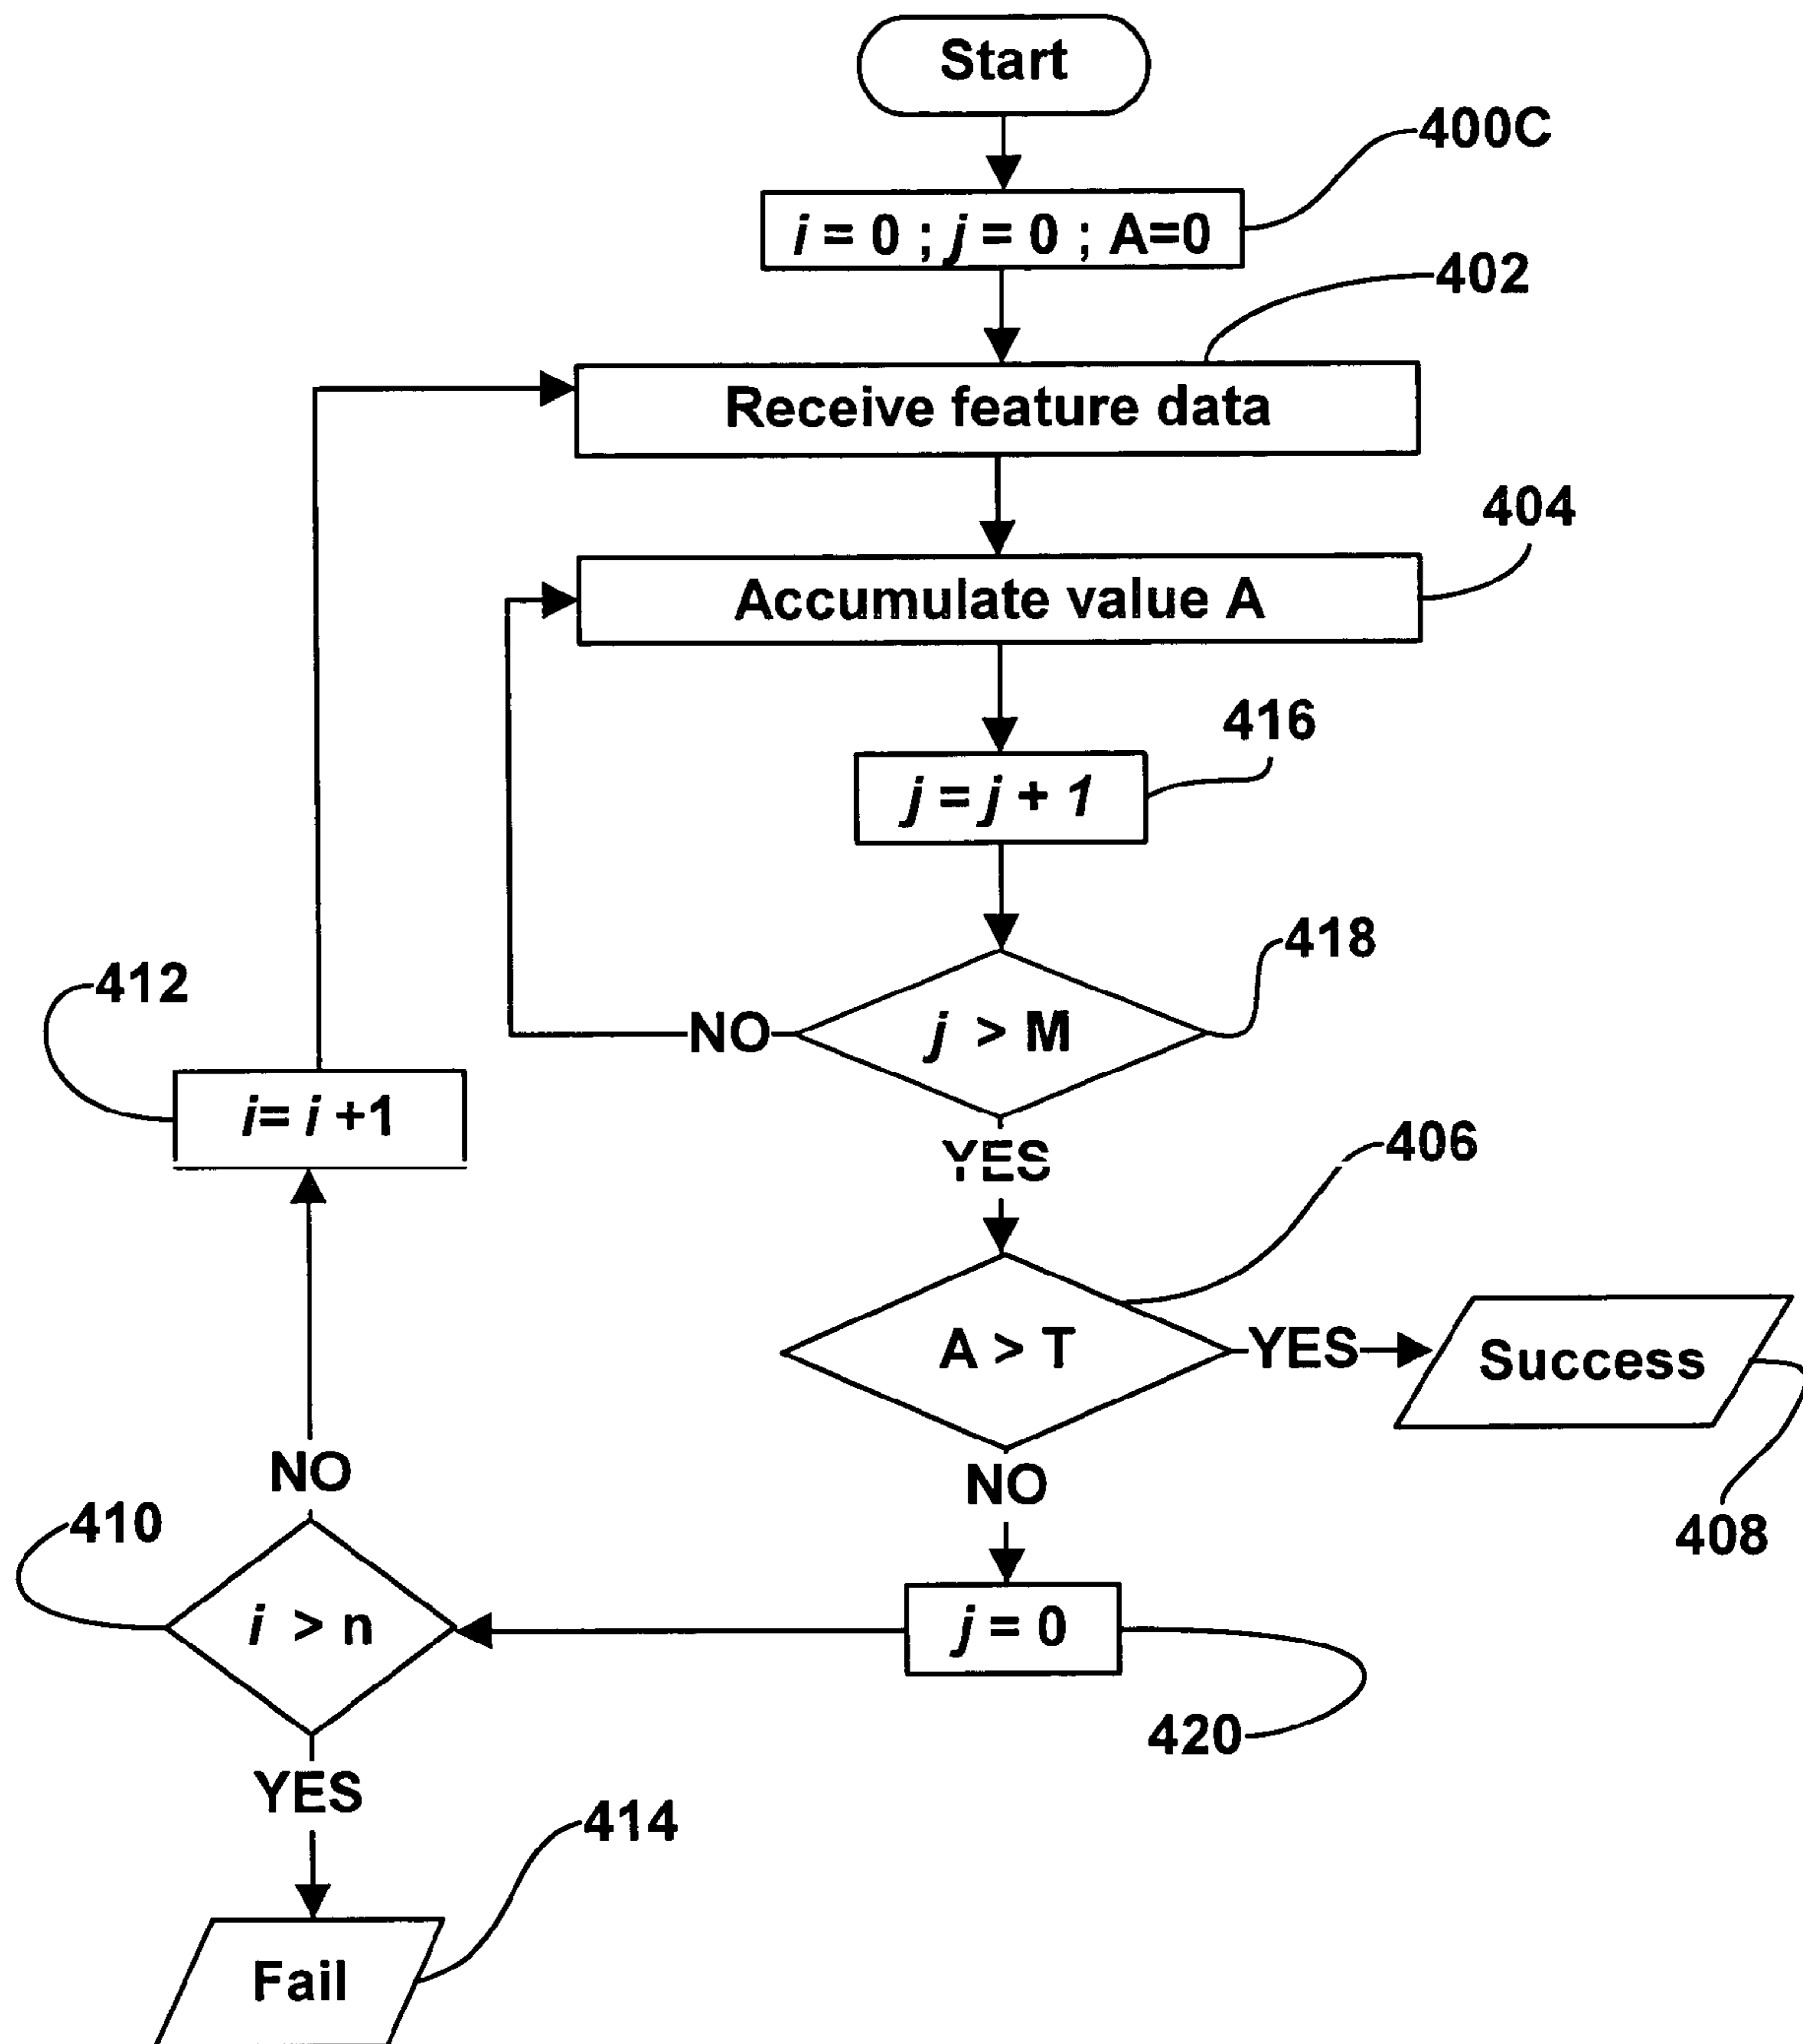 Start
400C
i = 0 ; j = 0 ; A=0
402
Receive feature data
404
Accumulate value A
416
j = j + 1
418
412
NO
j > M
i= i +1
YES
406
A > T
YES
Success
NO
NO
410
408
i > n
j = 0
420
YES
414
Fail